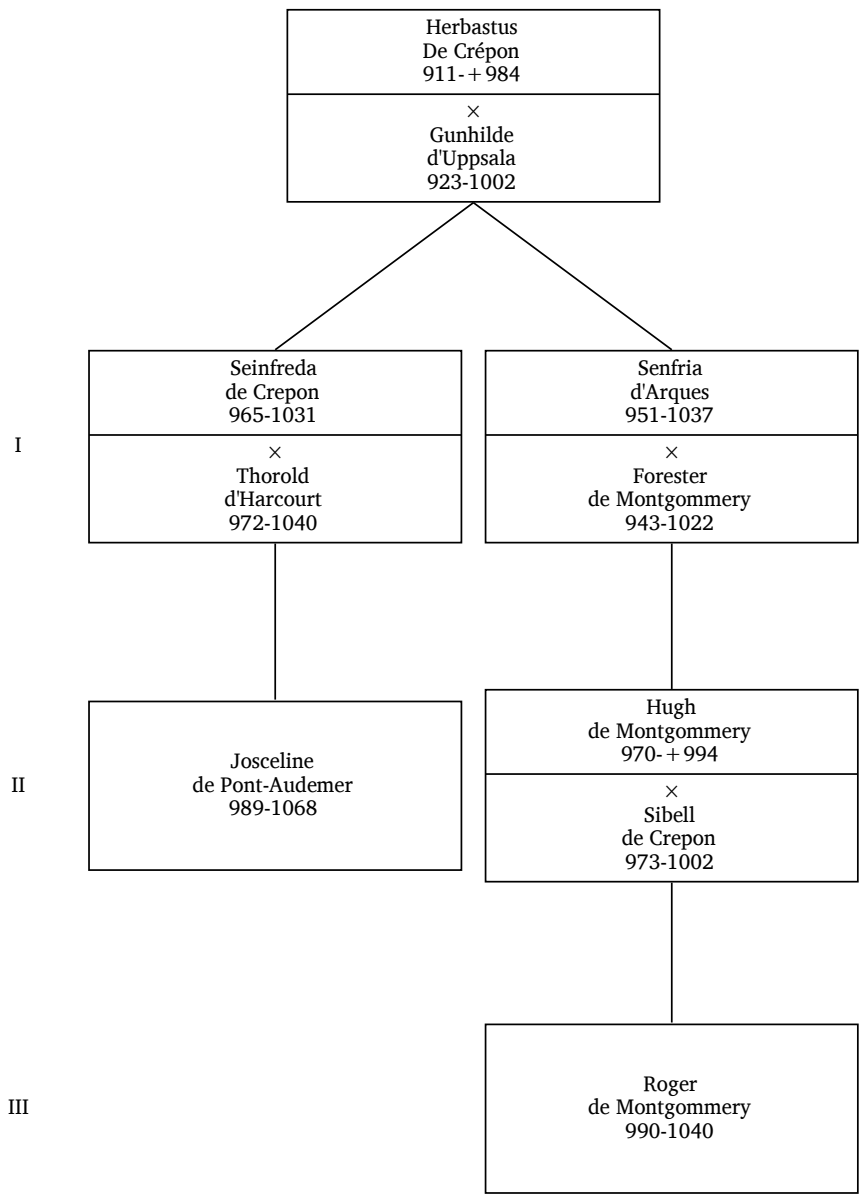 Herbastus
De Crépon
911-+984
×
Gunhilde
d'Uppsala
923-1002
I
Seinfreda
de Crepon
965-1031
×
Thorold
d'Harcourt
972-1040
Senfria
d'Arques
951-1037
×
Forester
de Montgommery
943-1022
II
Josceline
de Pont-Audemer
989-1068
Hugh
de Montgommery
970-+994
×
Sibell
de Crepon
973-1002
III
Roger
de Montgommery
990-1040